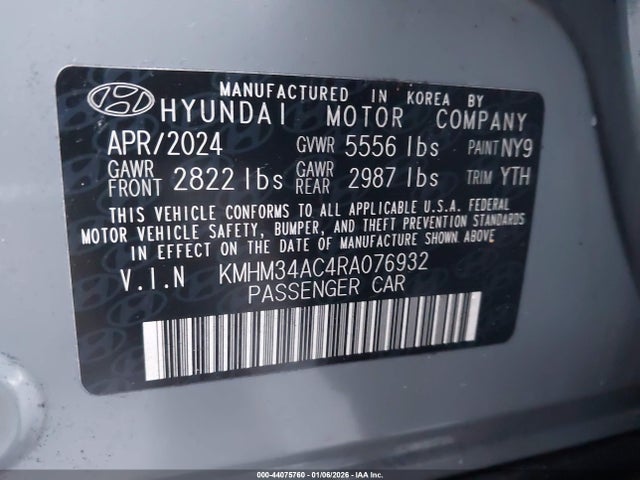 MANUFACTURED IN KOREA BY
HYUNDAI MOTOR COMPANY
APR/2024 GVWR 5556 lbs PAINT NY9
GAWR FRONT 2822 lbs GAWR REAR 2987 lbs TRIM YTH
THIS VEHICLE CONFORMS TO ALL APPLICABLE U.S.A. FEDERAL
MOTOR VEHICLE SAFETY, BUMPER, AND THEFT PREVENTION STANDARDS
IN EFFECT ON THE DATE OF MANUFACTURE SHOWN ABOVE
V.I.N KMHM34AC4RA076932
PASSENGER CAR
000-44075760 - 01/06/2026 - IAA Inc.